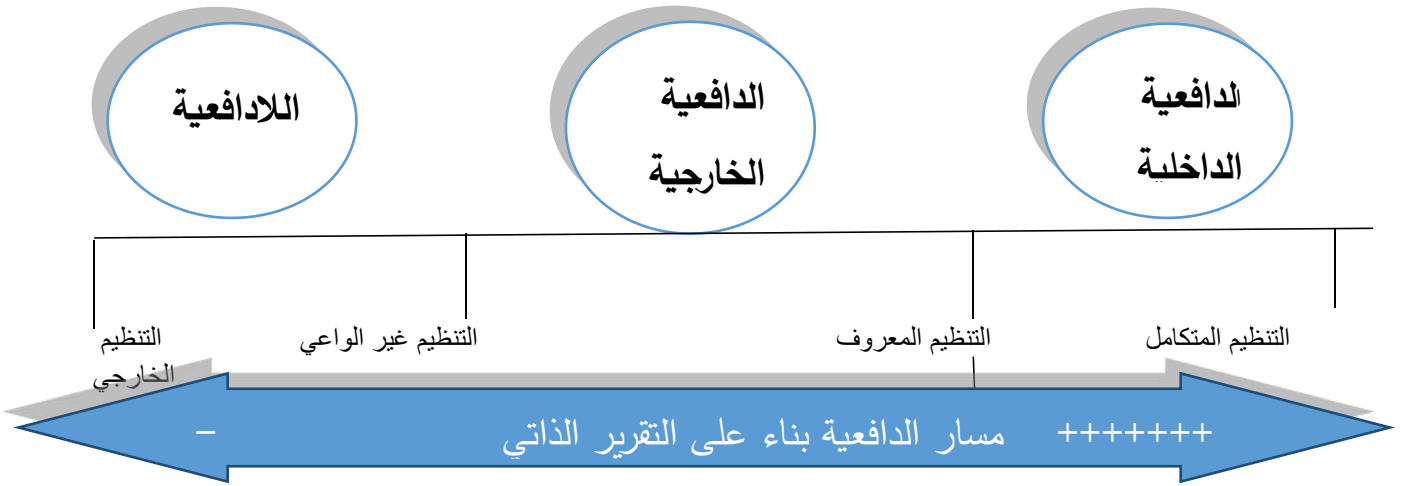 الدافعية
الداخلية
الدافعية
الخارجية
اللادافعية
التنظيم المتكامل
التنظيم المعروف
التنظيم غير الواعي
التنظيم
الخارجي
+++++++ مسار الدافعية بناء على التقرير الذاتي –